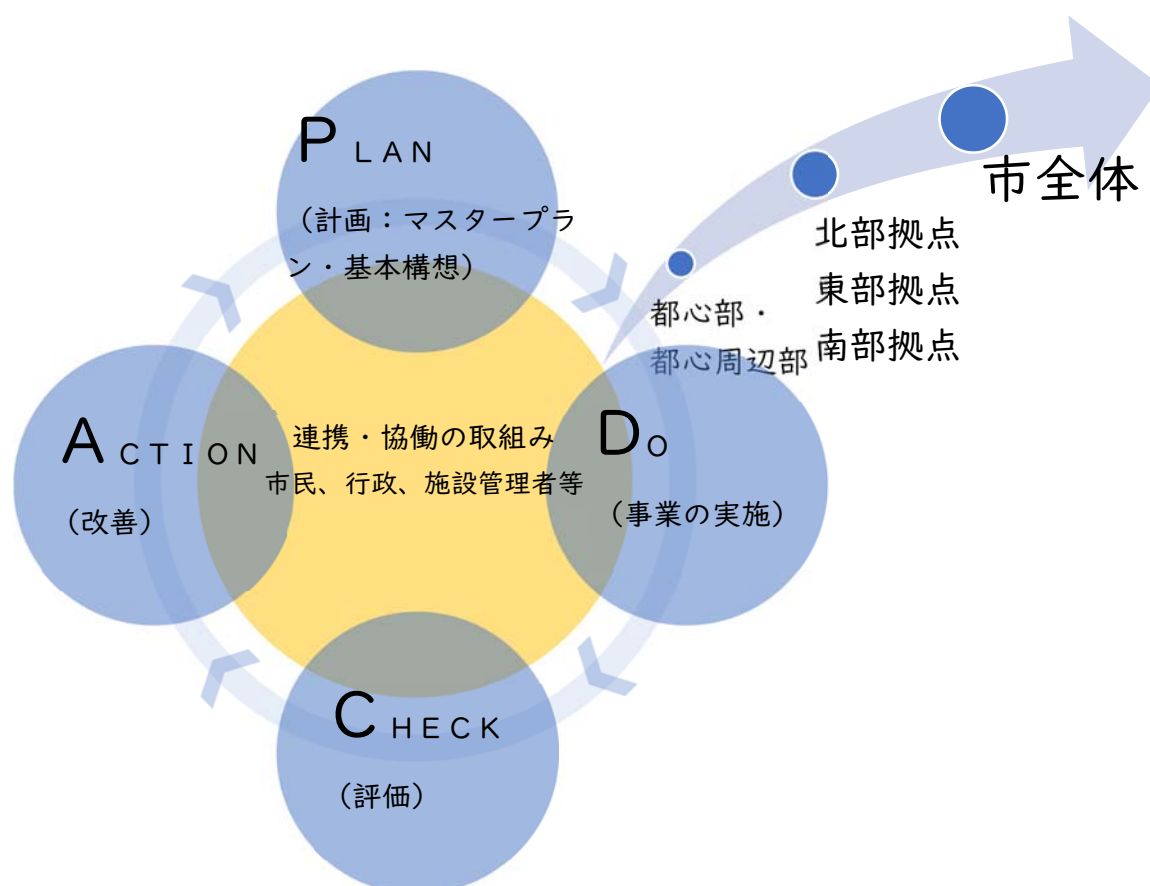 ＰＬＡＮ
（計画：マスタープラ
ン・基本構想）
市全体
北部拠点
東部拠点
南部拠点
都心部・
都心周辺部
ＡＣＴＩＯＮ
（改善）
連携・協働の取組み
市民、行政、施設管理者等
Ｄｏ
（事業の実施）
ＣＨＥＣＫ
（評価）